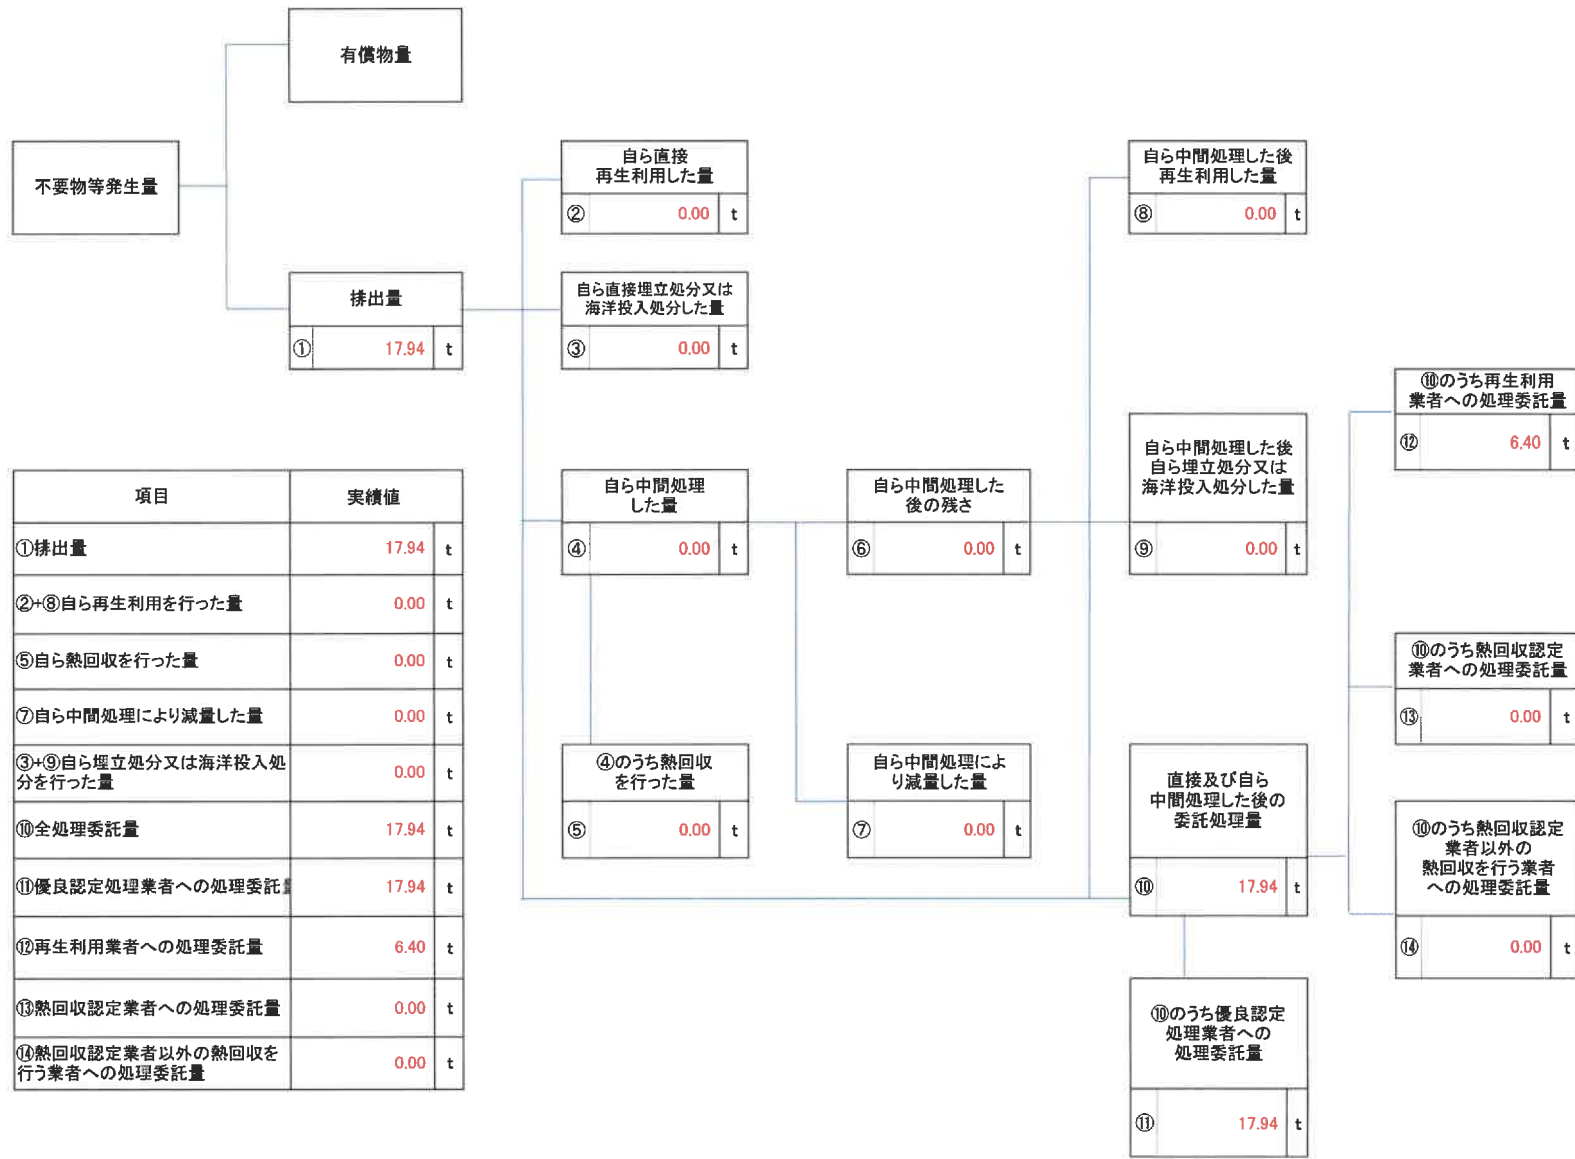 有償物量
不要物等発生量
排出量
① 17.94 t
自ら直接
再生利用した量
② 0.00 t
自ら直接埋立処分又は
海洋投入処分した量
③ 0.00 t
自ら中間処理
した量
④ 0.00 t
④のうち熱回収
を行った量
⑤ 0.00 t
自ら中間処理した
後の残さ
⑥ 0.00 t
自ら中間処理によ
り減量した量
⑦ 0.00 t
自ら中間処理した後
再生利用した量
⑧ 0.00 t
自ら中間処理した後
自ら埋立処分又は
海洋投入処分した量
⑨ 0.00 t
直接及び自ら
中間処理した後の
委託処理量
⑩ 17.94 t
⑩のうち優良認定
処理業者への
処理委託量
⑪ 17.94 t
⑩のうち再生利用
業者への処理委託量
⑫ 6.40 t
⑩のうち熱回収認定
業者への処理委託量
⑬ 0.00 t
⑩のうち熱回収認定
業者以外の
熱回収を行う業者
への処理委託量
⑭ 0.00 t
項目 実績値
①排出量 17.94 t
②+⑧自ら再生利用を行った量 0.00 t
⑤自ら熱回収を行った量 0.00 t
⑦自ら中間処理により減量した量 0.00 t
③+⑨自ら埋立処分又は海洋投入処
分を行った量 0.00 t
⑩全処理委託量 17.94 t
⑪優良認定処理業者への処理委託量 17.94 t
⑫再生利用業者への処理委託量 6.40 t
⑬熱回収認定業者への処理委託量 0.00 t
⑭熱回収認定業者以外の熱回収を
行う業者への処理委託量 0.00 t